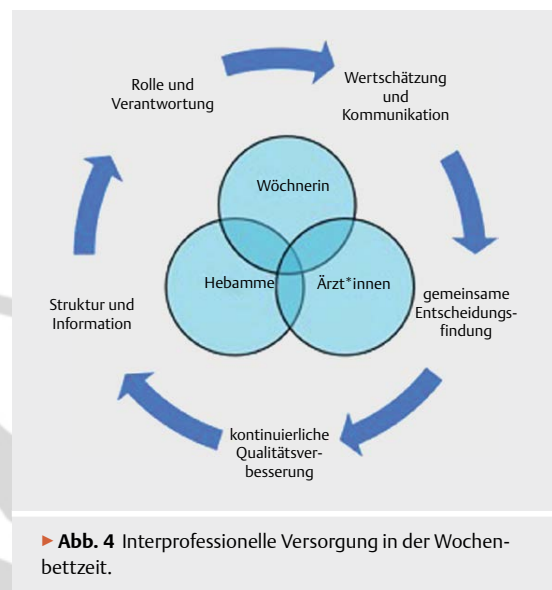 Rolle und
Verantwortung
Wertschätzung
und
Kommunikation
Wöchnerin
Hebamme
Ärzt*innen
Struktur und
Information
gemeinsame
Entscheidungs-
findung
kontinuierliche
Qualitätsver-
besserung
▶ Abb. 4 Interprofessionelle Versorgung in der Wochen-
bettzeit.